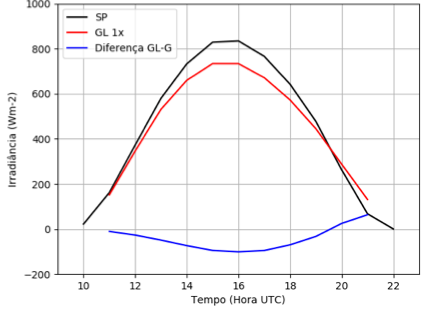 1000
800
600
400
200
0
−200
Irradiância (Wm-2)
SP
GL 1x
Diferença GL-G
10
12
14
16
18
20
22
Tempo (Hora UTC)